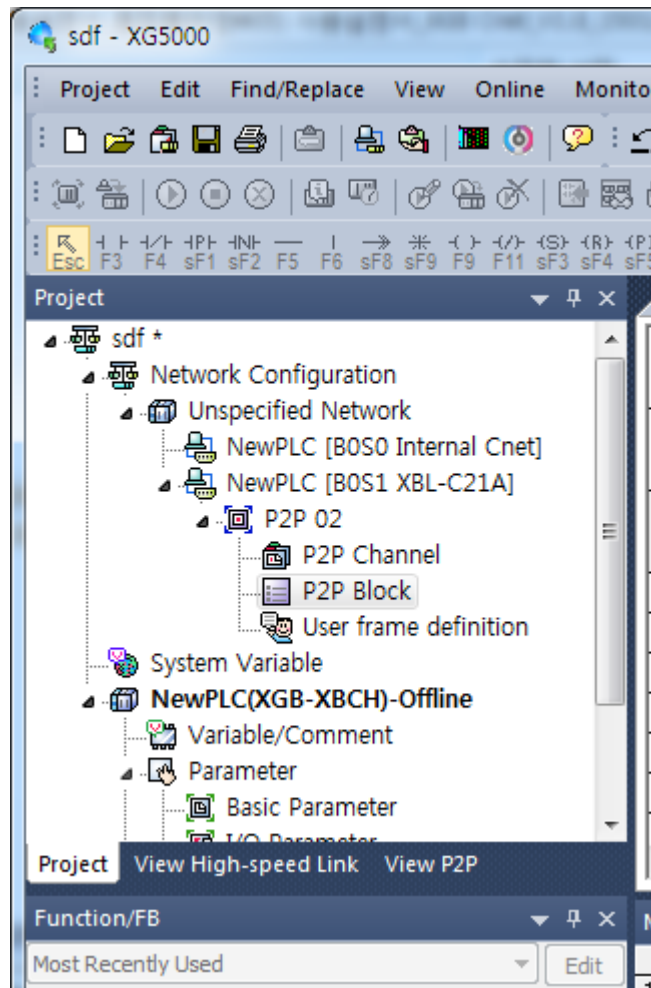 sdf - XG5000
Project Edit Find/Replace View Online Monito
Esc F3 F4 sF1 sF2 F5 F6 sF8 sF9 F9 F11 sF3 sF4 sF5
Project
sdf *
Network Configuration
Unspecified Network
NewPLC [B0S0 Internal Cnet]
NewPLC [B0S1 XBL-C21A]
P2P 02
P2P Channel
P2P Block
User frame definition
System Variable
NewPLC(XGB-XBCH)-Offline
Variable/Comment
Parameter
Basic Parameter
I/O Parameter
Project View High-speed Link View P2P
Function/FB
Most Recently Used Edit